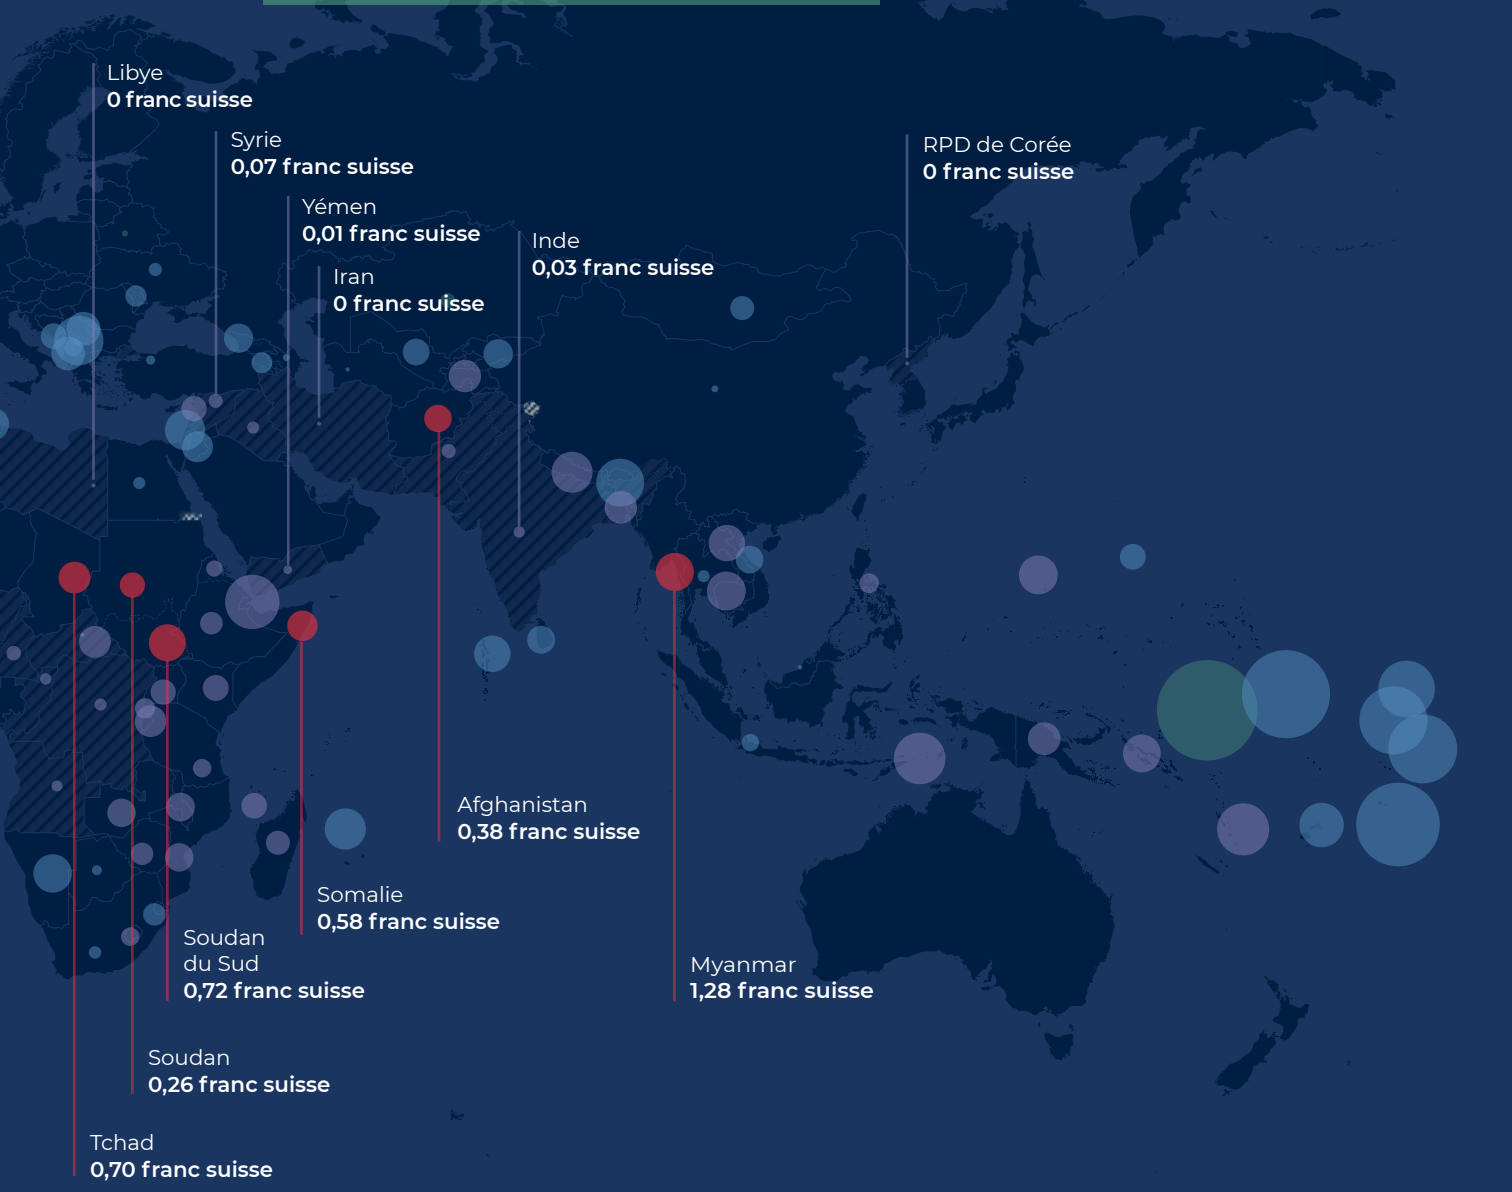 Libye
0 franc suisse
Syrie
0,07 franc suisse
RPD de Corée
0 franc suisse
Yémen
0,01 franc suisse
Inde
0,03 franc suisse
Iran
0 franc suisse
Afghanistan
0,38 franc suisse
Somalie
0,58 franc suisse
Soudan
du Sud
0,72 franc suisse
Myanmar
1,28 franc suisse
Soudan
0,26 franc suisse
Tchad
0,70 franc suisse